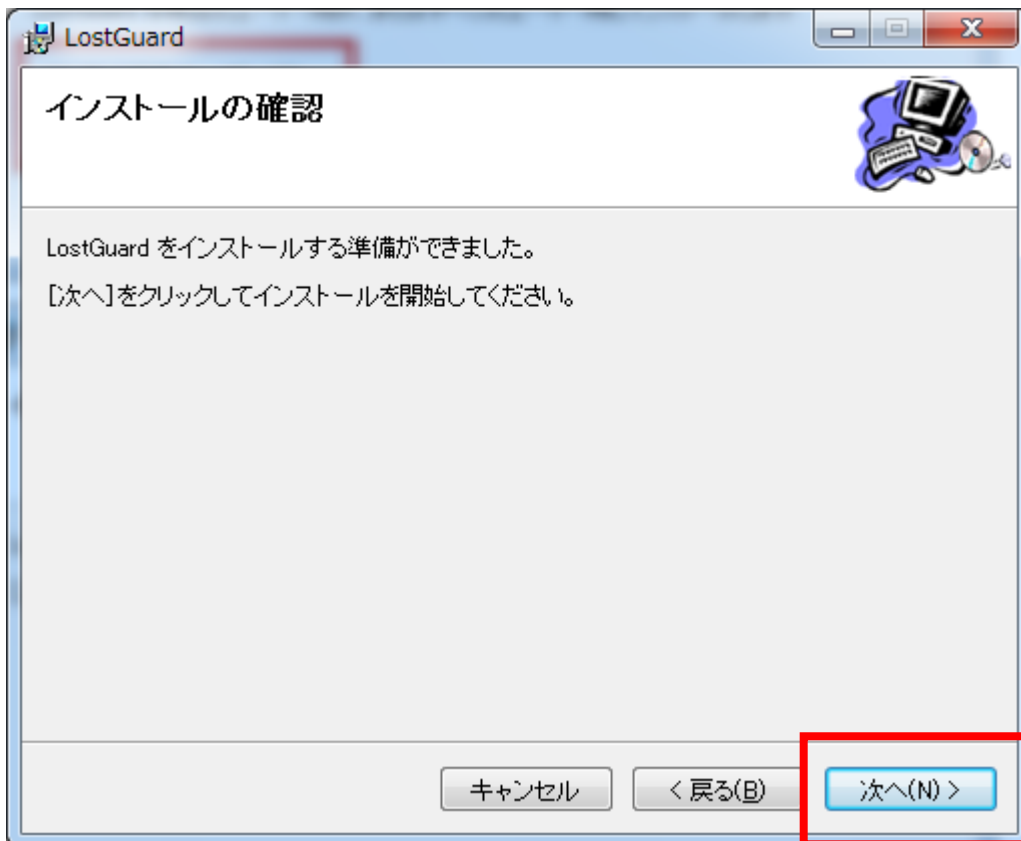 LostGuard
インストールの確認
LostGuard をインストールする準備ができました。
[次へ]をクリックしてインストールを開始してください。
キャンセル
< 戻る(B)
次へ(N) >